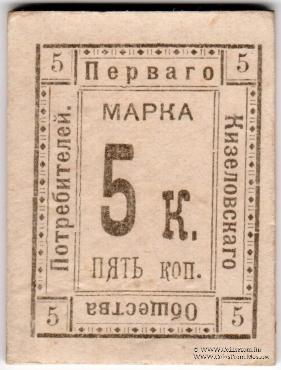 5 Перваго 5
Кизеловскаго
Общества
Потребителей.
МАРКА
5 к.
ПЯТЬ коп.
5 5